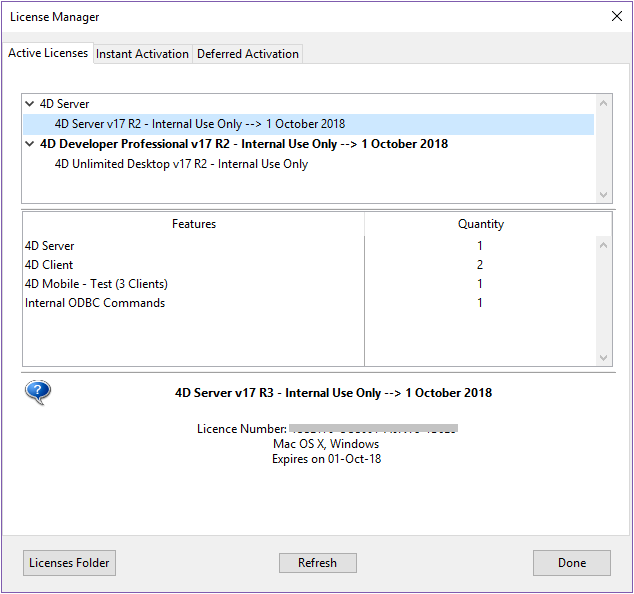 License Manager
Active Licenses Instant Activation Deferred Activation
4D Server
4D Server v17 R2 - Internal Use Only --> 1 October 2018
4D Developer Professional v17 R2 - Internal Use Only --> 1 October 2018
4D Unlimited Desktop v17 R2 - Internal Use Only
Features Quantity
4D Server 1
4D Client 2
4D Mobile - Test (3 Clients) 1
Internal ODBC Commands 1
?
4D Server v17 R3 - Internal Use Only --> 1 October 2018
Licence Number:
Mac OS X, Windows
Expires on 01-Oct-18
Licenses Folder Refresh Done